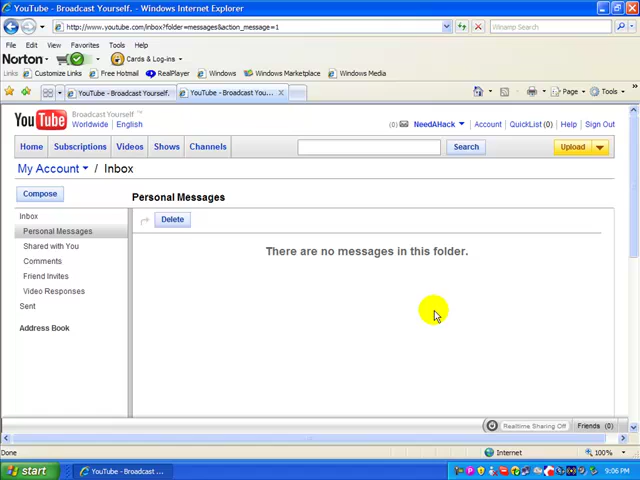 YouTube - Broadcast Yourself. - Windows Internet Explorer
http://www.youtube.com/inbox?folder=messages&action_message=1
Winamp Search
File Edit View Favorites Tools Help
Norton Cards & Log-ins
Links Customize Links Free Hotmail RealPlayer Windows Windows Marketplace Windows Media
YouTube - Broadcast Yourself. YouTube - Broadcast You... Page Tools
YouTube Broadcast Yourself ™
Worldwide English
(0) NeedAHack Account QuickList (0) Help Sign Out
Home Subscriptions Videos Shows Channels Search Upload
My Account / Inbox
Compose
Personal Messages
Inbox
Delete
Personal Messages
Shared with You
There are no messages in this folder.
Comments
Friend Invites
Video Responses
Sent
Address Book
Realtime Sharing Off Friends (0)
Done Internet 100%
start YouTube - Broadcast ... 9:06 PM